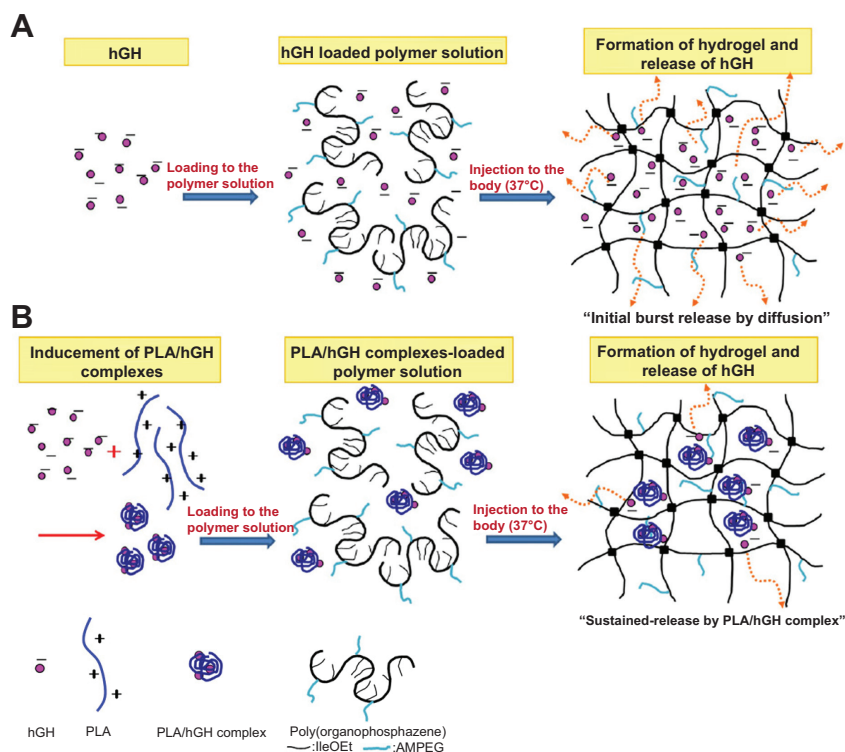 A
hGH
hGH loaded polymer solution
Formation of hydrogel and
release of hGH
Loading to the
polymer solution
Injection to the
body (37°C)
“Initial burst release by diffusion”
B
Inducement of PLA/hGH
complexes
PLA/hGH complexes-loaded
polymer solution
Formation of hydrogel and
release of hGH
Loading to the
polymer solution
Injection to the
body (37°C)
“Sustained-release by PLA/hGH complex”
hGH
PLA
PLA/hGH complex
Poly(organophosphazene)
:IleOEt
:AMPEG